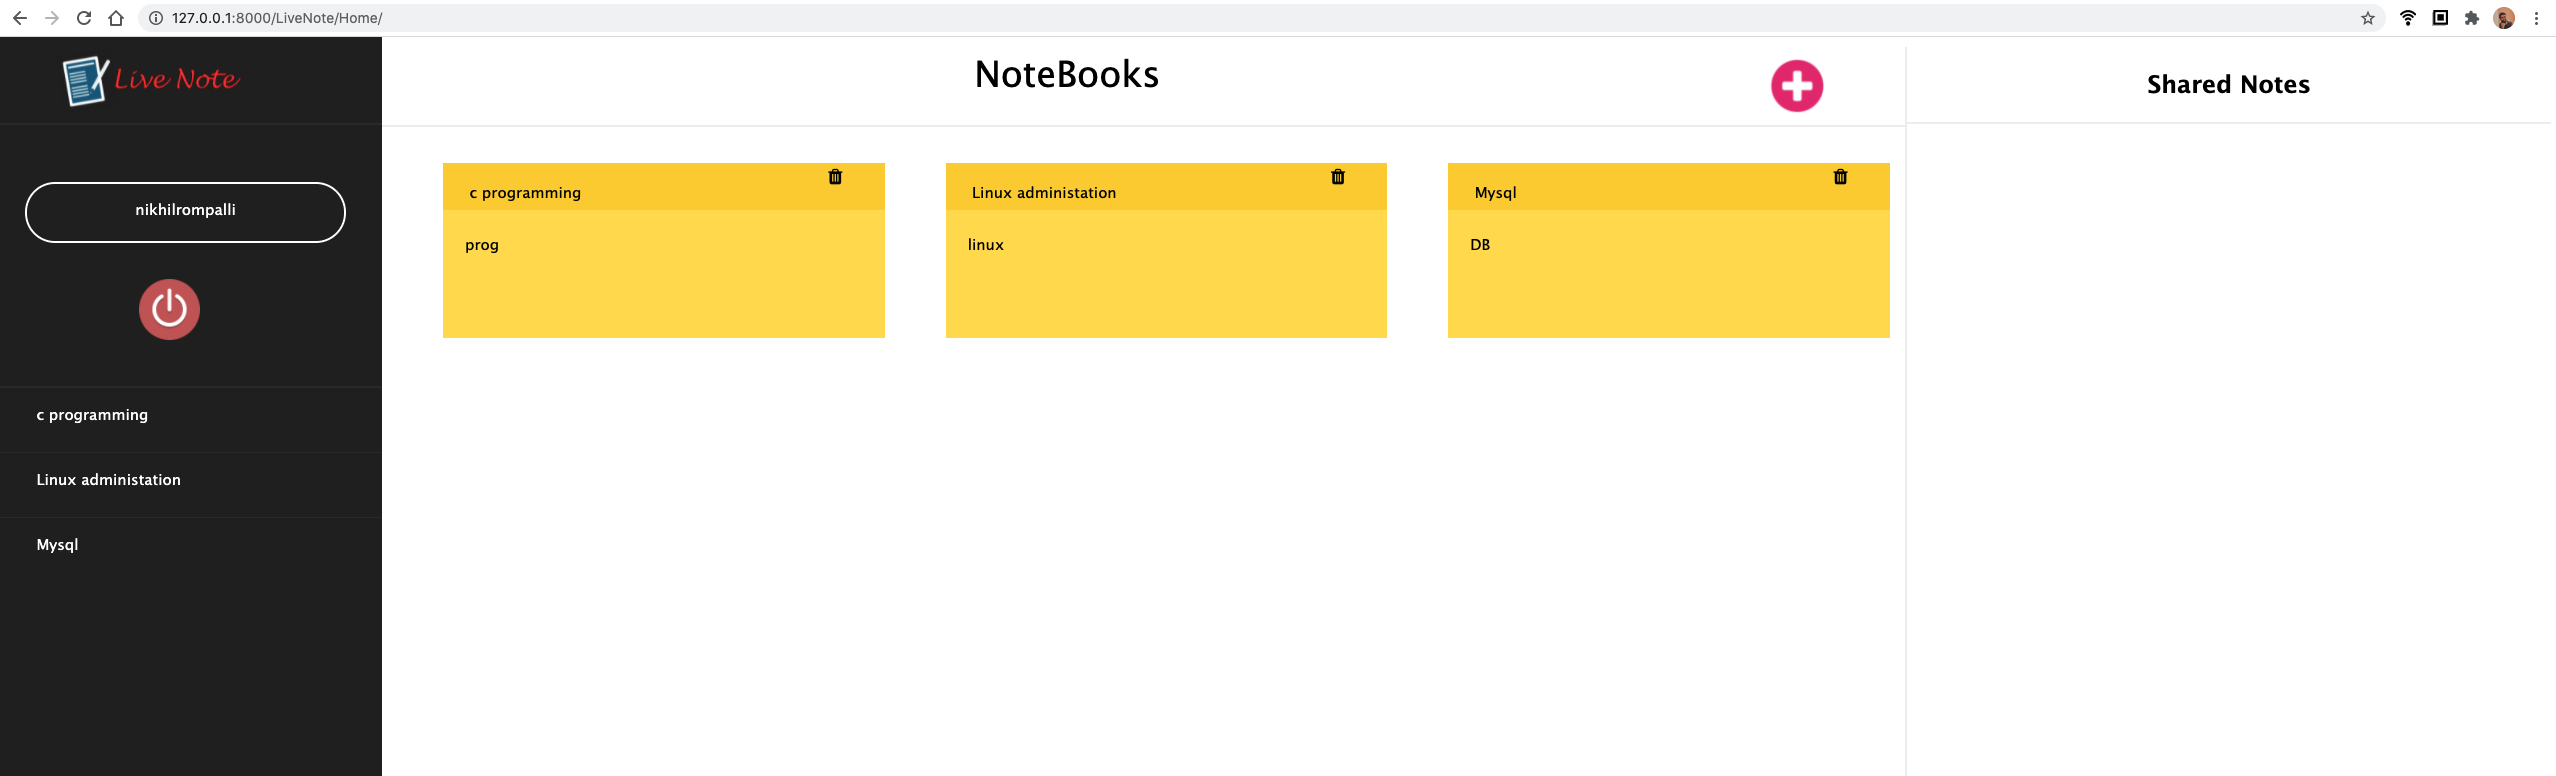 127.0.0.1:8000/LiveNote/Home/
Live Note
nikhilrompalli
c programming
Linux administation
Mysql
NoteBooks
c programming
prog
Linux administation
linux
Mysql
DB
Shared Notes